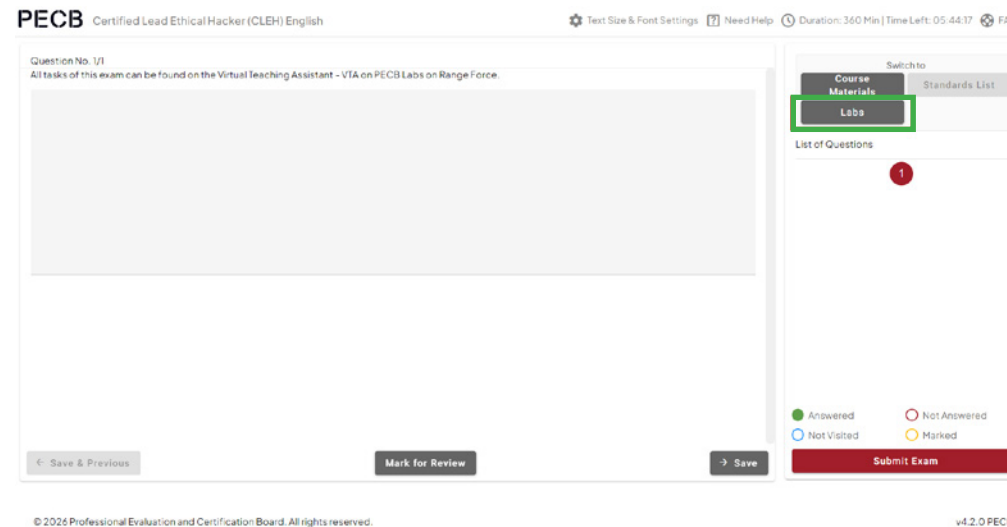 PECB Certified Lead Ethical Hacker (CLEH) English
Text Size & Font Settings Need Help Duration: 360 Min | Time Left: 05:44:17 FA
Question No. 1/1
All tasks of this exam can be found on the Virtual Teaching Assistant - VTA on PECB Labs on Range Force.
Switch to
Course Materials
Standards List
Labs
List of Questions
1
Answered
Not Answered
Not Visited
Marked
← Save & Previous
Mark for Review
→ Save
Submit Exam
© 2026 Professional Evaluation and Certification Board. All rights reserved.
v4.2.0 PEC